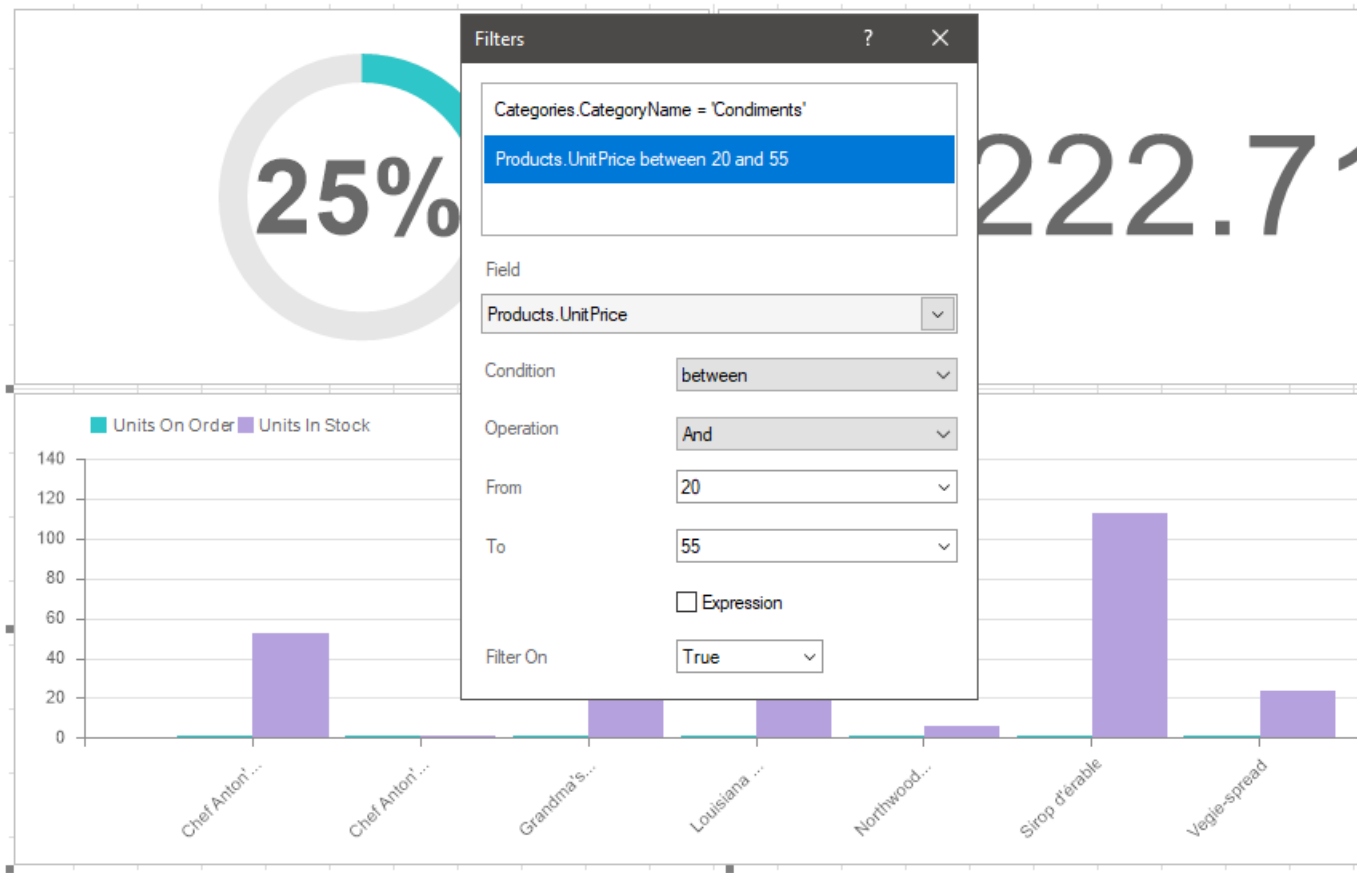 Filters ? ×
Categories.CategoryName = 'Condiments'
Products.UnitPrice between 20 and 55
25%
222.71
Field
Products.UnitPrice
Condition between
Operation And
From 20
To 55
Expression
Filter On True
Units On Order Units In Stock
140
120
100
80
60
40
20
0
Chef Anton'...
Chef Anton'...
Grandma's...
Louisiana ...
Northwood...
Sirop d'érable
Vegie-spread